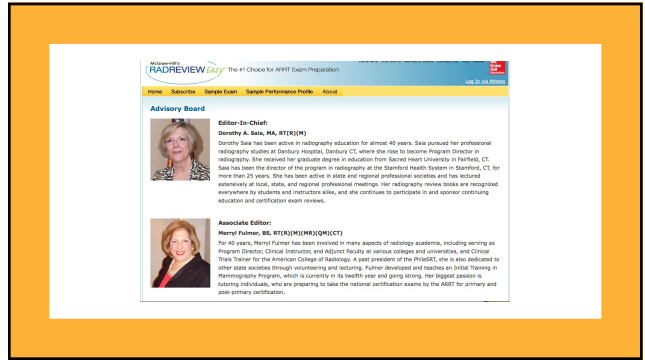 McGraw-Hill's
RADREVIEW Easy The #1 Choice for ARRT Exam Preparation
Mc
Graw
Hill
Education
Log In via Athens
Home Subscribe Sample Exam Sample Performance Profile About
Advisory Board
Editor-In-Chief:
Dorothy A. Saia, MA, RT(R)(M)
Dorothy Saia has been active in radiography education for almost 40 years. Saia pursued her professional
radiography studies at Danbury Hospital, Danbury CT, where she rose to become Program Director in
radiography. She received her graduate degree in education from Sacred Heart University in Fairfield, CT.
Saia has been the director of the program in radiography at the Stamford Health System in Stamford, CT, for
more than 25 years. She has been active in state and regional professional societies and has lectured
extensively at local, state, and regional professional meetings. Her radiography review books are recognized
everywhere by students and instructors alike, and she continues to participate in and sponsor continuing
education and certification exam reviews.
Associate Editor:
Merryl Fulmer, BS, RT(R)(M)(MR)(QM)(CT)
For 40 years, Merryl Fulmer has been involved in many aspects of radiology academia, including serving as
Program Director, Clinical Instructor, and Adjunct Faculty at various colleges and universities, and Clinical
Trials Trainer for the American College of Radiology. A past president of the PhilaSRT, she is also dedicated to
other state societies through volunteering and lecturing. Fulmer developed and teaches an Initial Training in
Mammography Program, which is currently in its twelfth year and going strong. Her biggest passion is
tutoring individuals, who are preparing to take the national certification exams by the ARRT for primary and
post-primary certification.